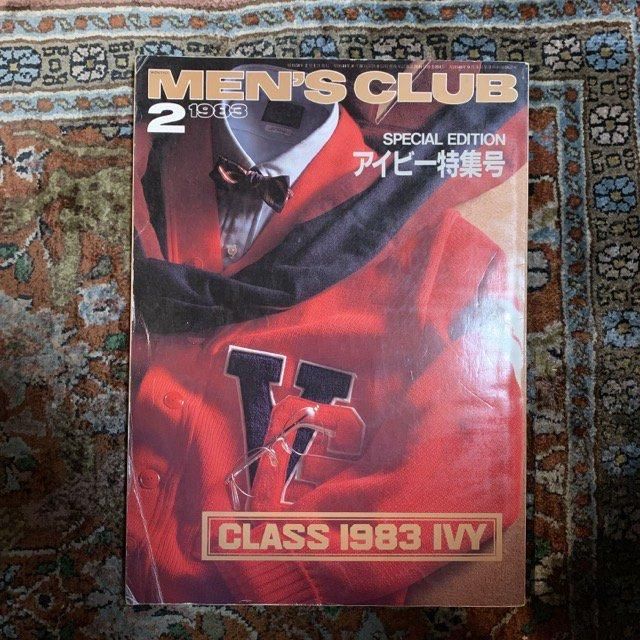 MEN'S CLUB
2 1983
SPECIAL EDITION
アイビー特集号
CLASS 1983 IVY